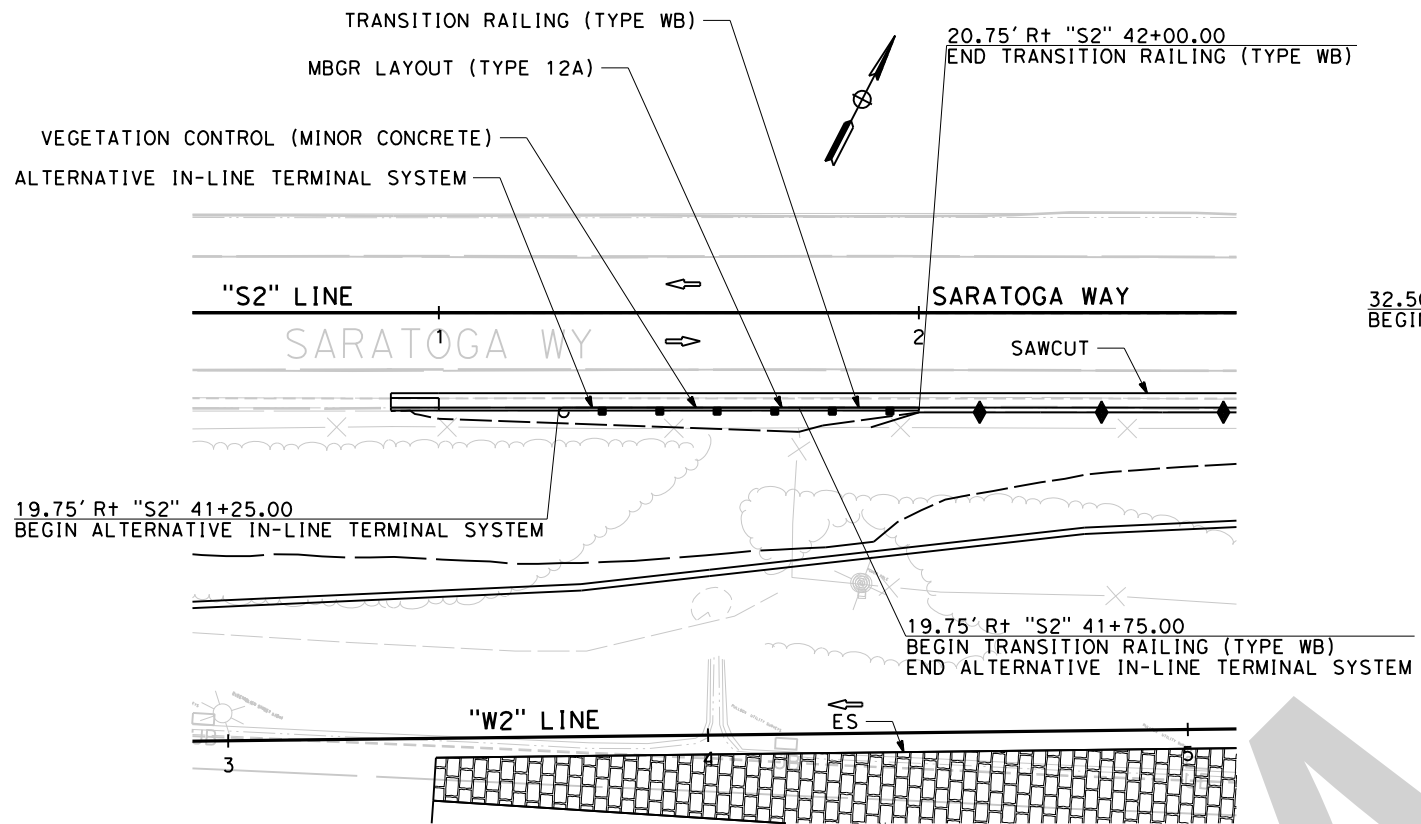 TRANSITION RAILING (TYPE WB)
20.75' Rt "S2" 42+00.00
END TRANSITION RAILING (TYPE WB)
MBGR LAYOUT (TYPE 12A)
VEGETATION CONTROL (MINOR CONCRETE)
ALTERNATIVE IN-LINE TERMINAL SYSTEM
"S2" LINE
SARATOGA WAY
32.50
BEGIN
1
2
SARATOGA WY
SAWCUT
19.75' Rt "S2" 41+25.00
BEGIN ALTERNATIVE IN-LINE TERMINAL SYSTEM
19.75' Rt "S2" 41+75.00
BEGIN TRANSITION RAILING (TYPE WB)
END ALTERNATIVE IN-LINE TERMINAL SYSTEM
"W2" LINE
ES
3
4
5